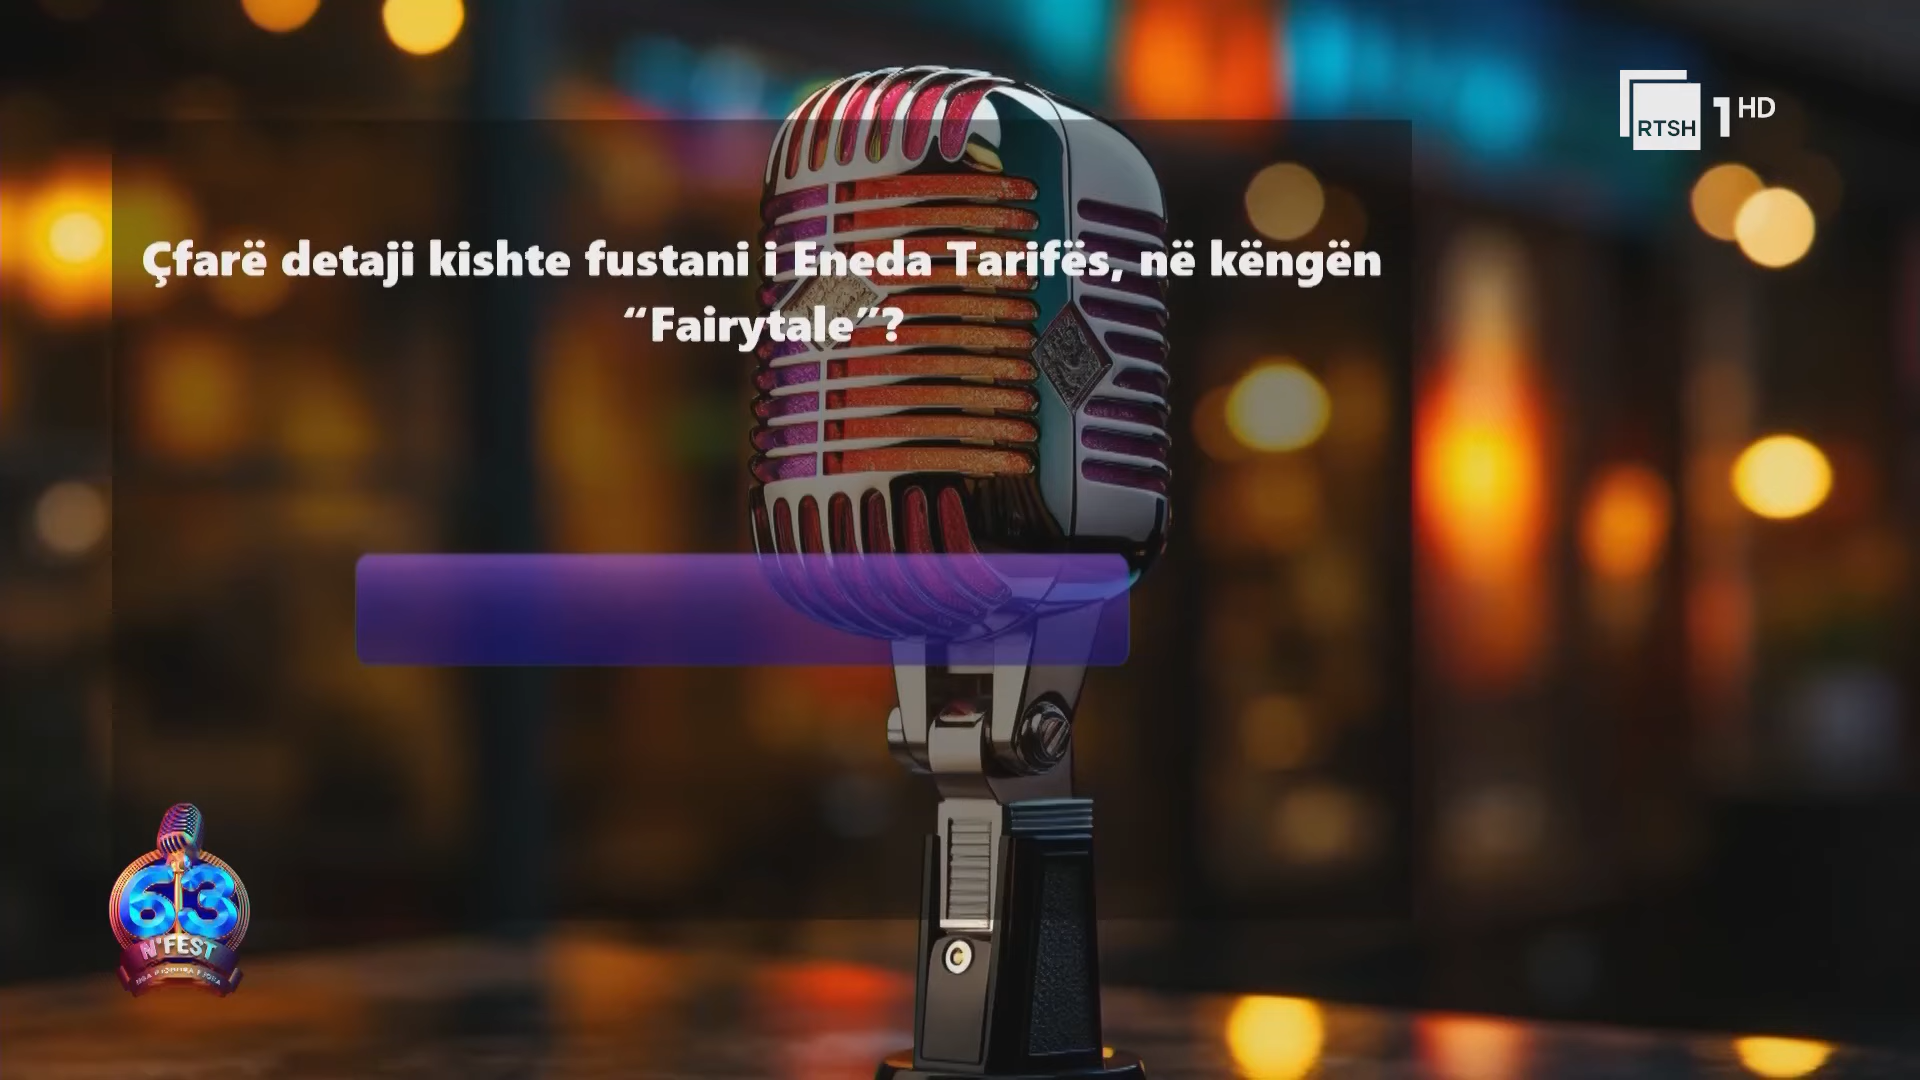 RTSH 1 HD
Çfarë detaji kishte fustani i Eneda Tarifës, në këngën
“Fairytale”?
63
N'FEST